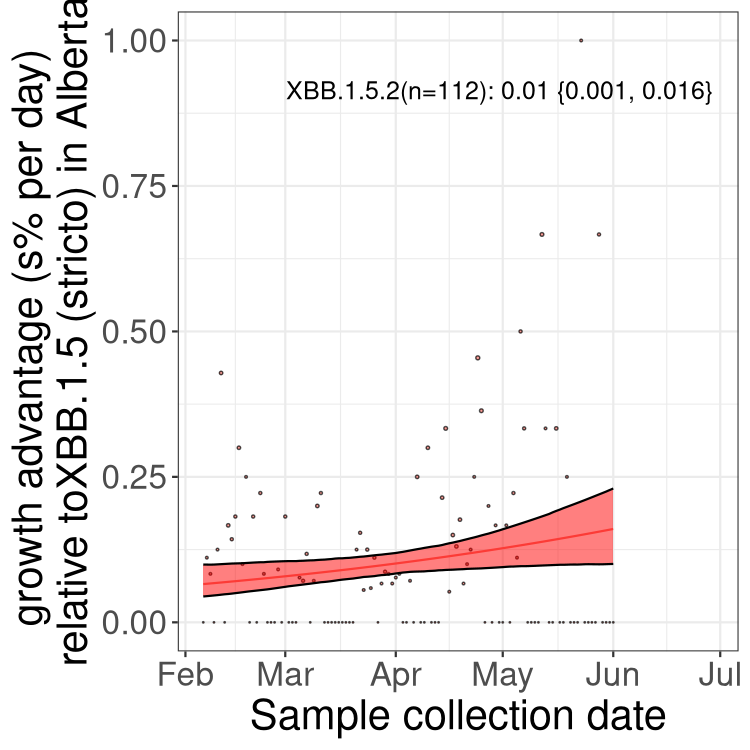 growth advantage (s% per day)
relative toXBB.1.5 (stricto) in Alberta
1.00
XBB.1.5.2(n=112): 0.01 {0.001, 0.016}
0.75
0.50
0.25
0.00
Feb Mar Apr May Jun Jul
Sample collection date